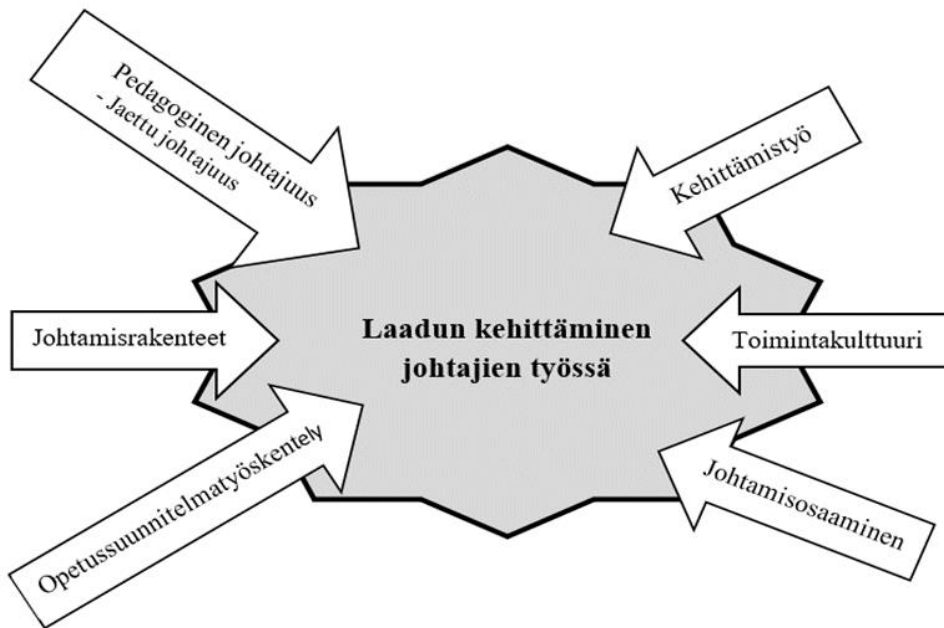 Pedagoginen johtajuus
- Jaettu johtajuus
Kehittämistyö
Johtamisrakenteet
Laadun kehittäminen
johtajien työssä
Toimintakulttuuri
Opetussuunnitelmatyöskentely
Johtamisosaaminen